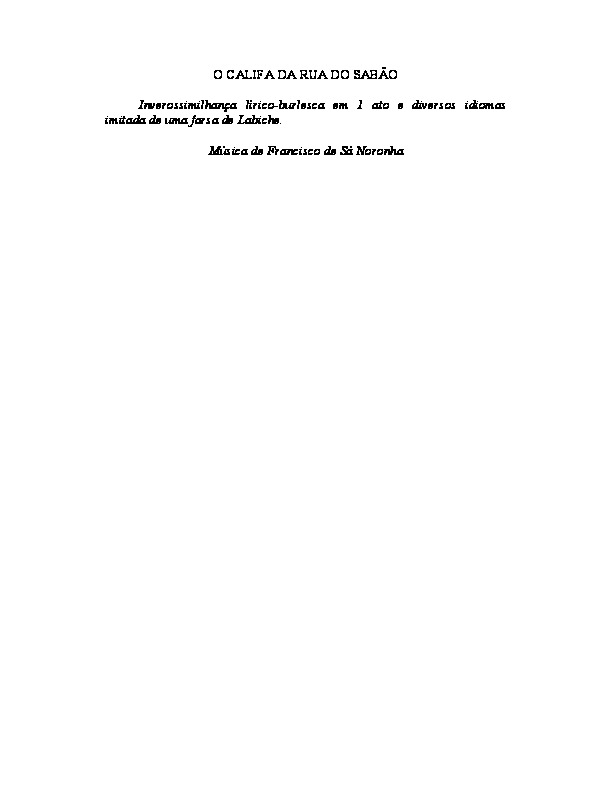 O CALIFA DA RUA DO SABÃO
Inverossimilhança lírico-burlesca em 1 ato e diversos idiomas
imitada de uma farsa de Labiche.
Música de Francisco de Sá Noronha